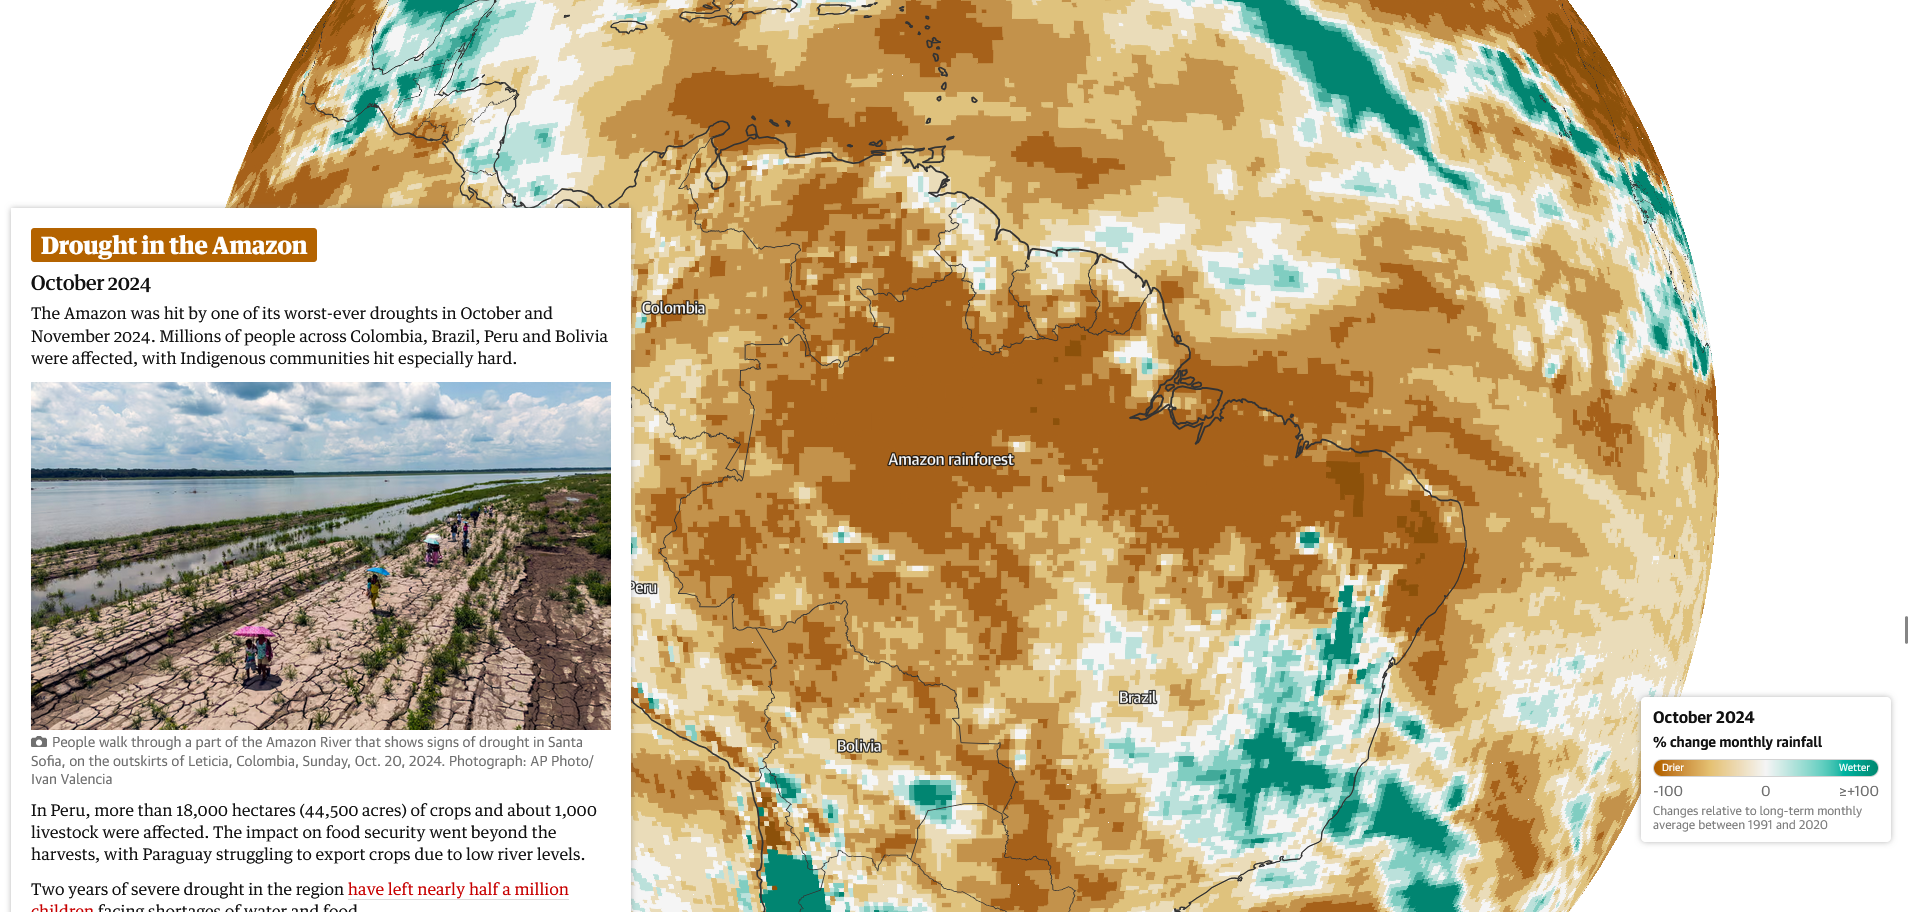 Drought in the Amazon
October 2024
The Amazon was hit by one of its worst-ever droughts in October and
November 2024. Millions of people across Colombia, Brazil, Peru and Bolivia
were affected, with Indigenous communities hit especially hard.
People walk through a part of the Amazon River that shows signs of drought in Santa
Sofia, on the outskirts of Leticia, Colombia, Sunday, Oct. 20, 2024. Photograph: AP Photo/
Ivan Valencia
In Peru, more than 18,000 hectares (44,500 acres) of crops and about 1,000
livestock were affected. The impact on food security went beyond the
harvests, with Paraguay struggling to export crops due to low river levels.
Two years of severe drought in the region have left nearly half a million
children facing shortages of water and food.
Colombia
Amazon rainforest
Peru
Brazil
Bolivia
October 2024
% change monthly rainfall
Drier Wetter
-100 0 ≥+100
Changes relative to long-term monthly
average between 1991 and 2020